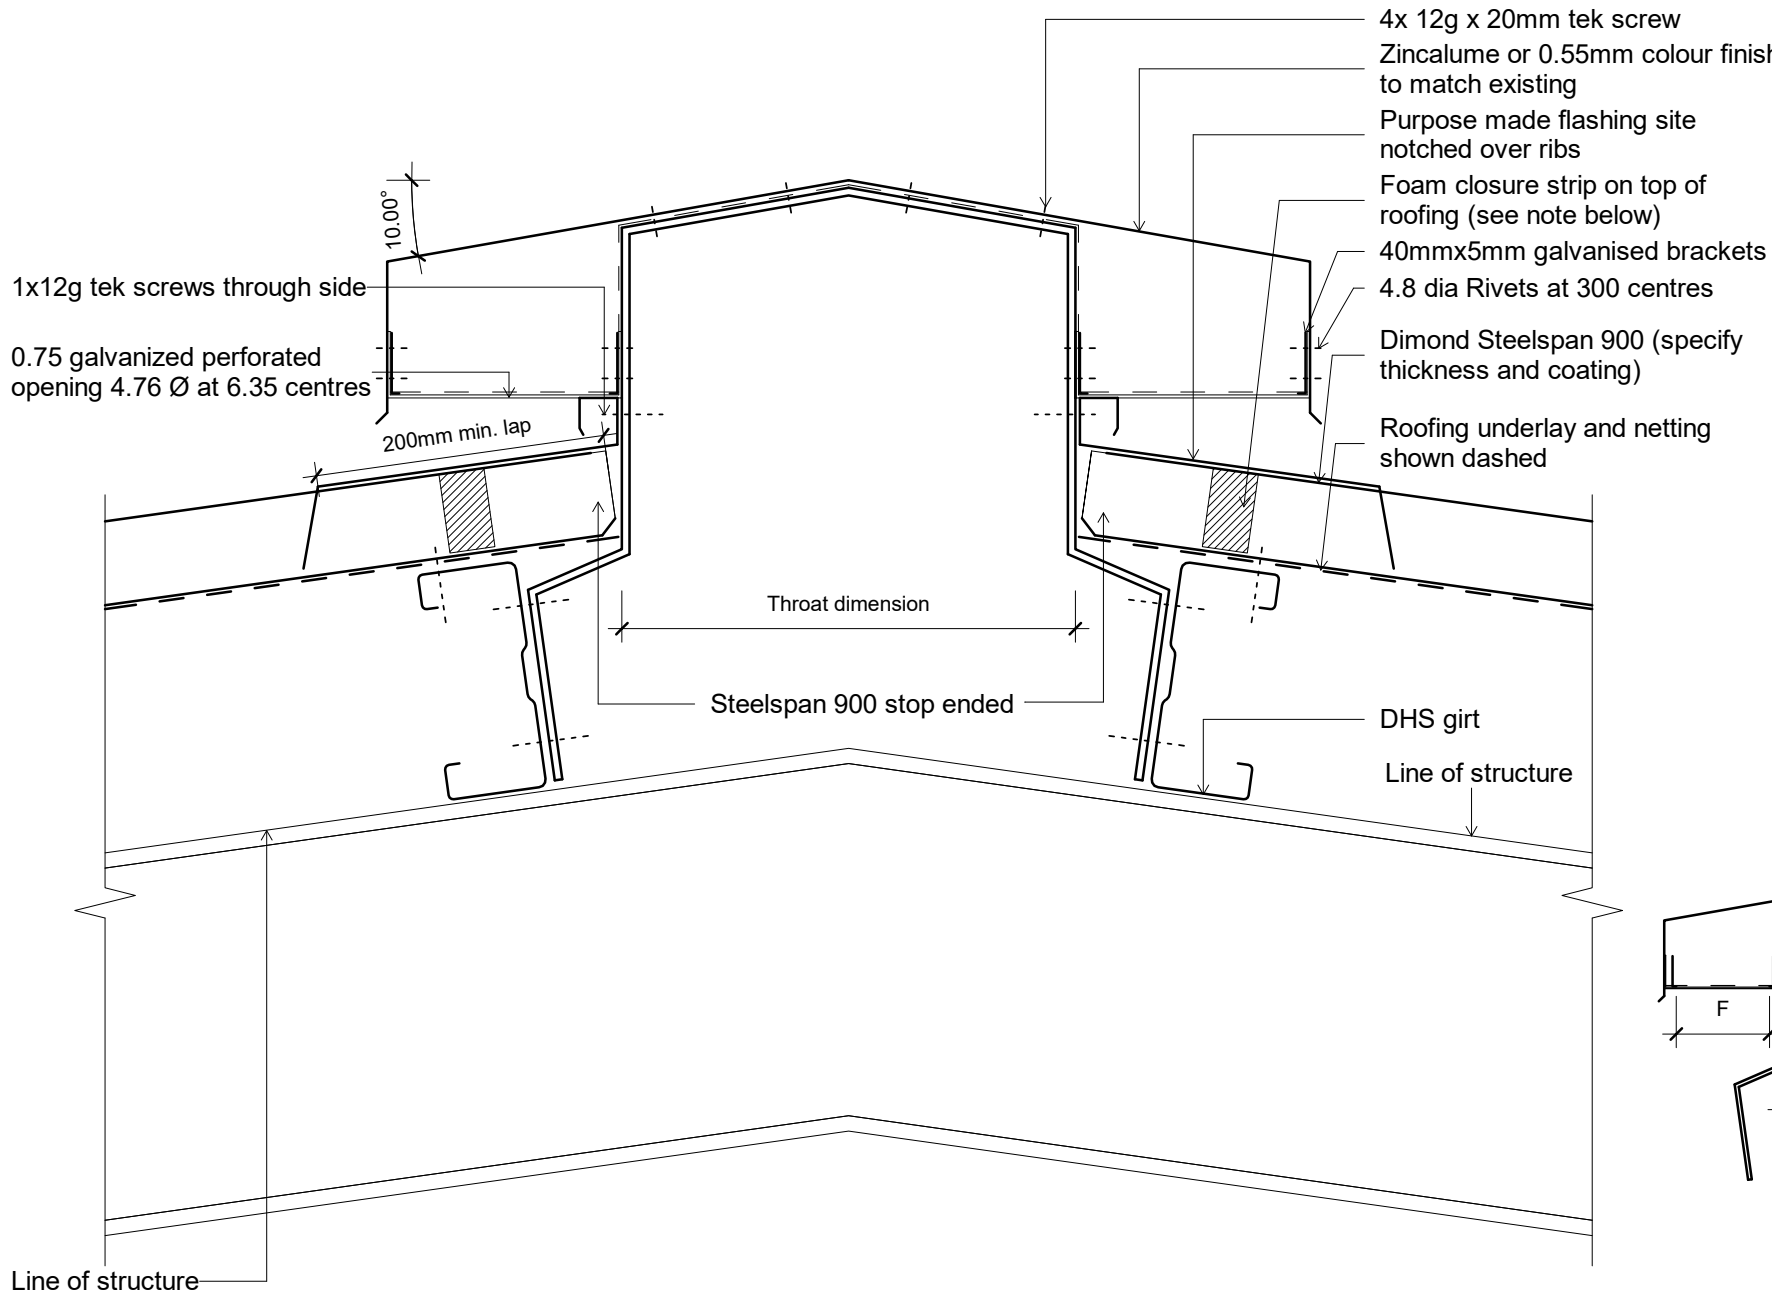 4x 12g x 20mm tek screw
Zincalume or 0.55mm colour finish
to match existing
Purpose made flashing site
notched over ribs
Foam closure strip on top of
roofing (see note below)
40mmx5mm galvanised brackets
4.8 dia Rivets at 300 centres
Dimond Steelspan 900 (specify
thickness and coating)
Roofing underlay and netting
shown dashed
10.00°
1x12g tek screws through side
0.75 galvanized perforated
opening 4.76 Ø at 6.35 centres
200mm min. lap
Throat dimension
Steelspan 900 stop ended
DHS girt
Line of structure
F
Line of structure